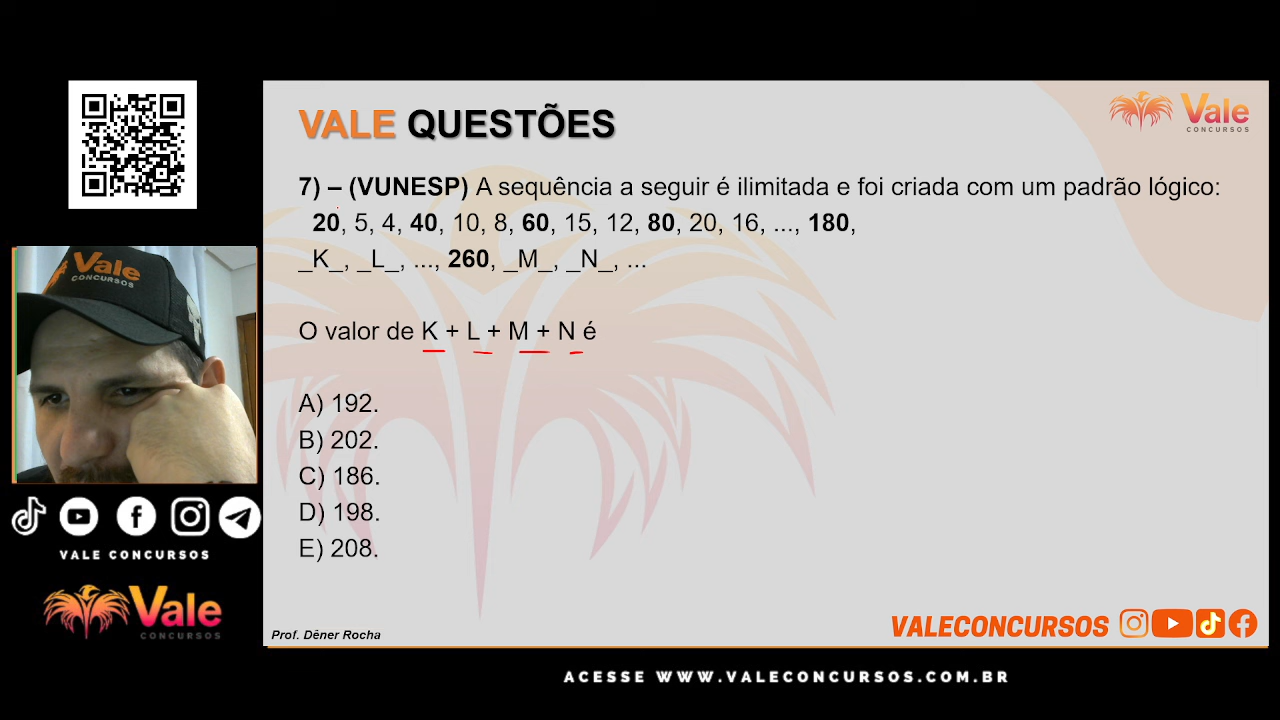 VALE QUESTÕES
Vale
CONCURSOS
7) – (VUNESP) A sequência a seguir é ilimitada e foi criada com um padrão lógico:
20, 5, 4, 40, 10, 8, 60, 15, 12, 80, 20, 16, ..., 180,
_K_, _L_, ..., 260, _M_, _N_, ...
O valor de K + L + M + N é
A) 192.
B) 202.
C) 186.
D) 198.
E) 208.
Prof. Dêner Rocha
VALECONCURSOS
Vale
CONCURSOS
VALE CONCURSOS
Vale
CONCURSOS
ACESSE WWW.VALECONCURSOS.COM.BR